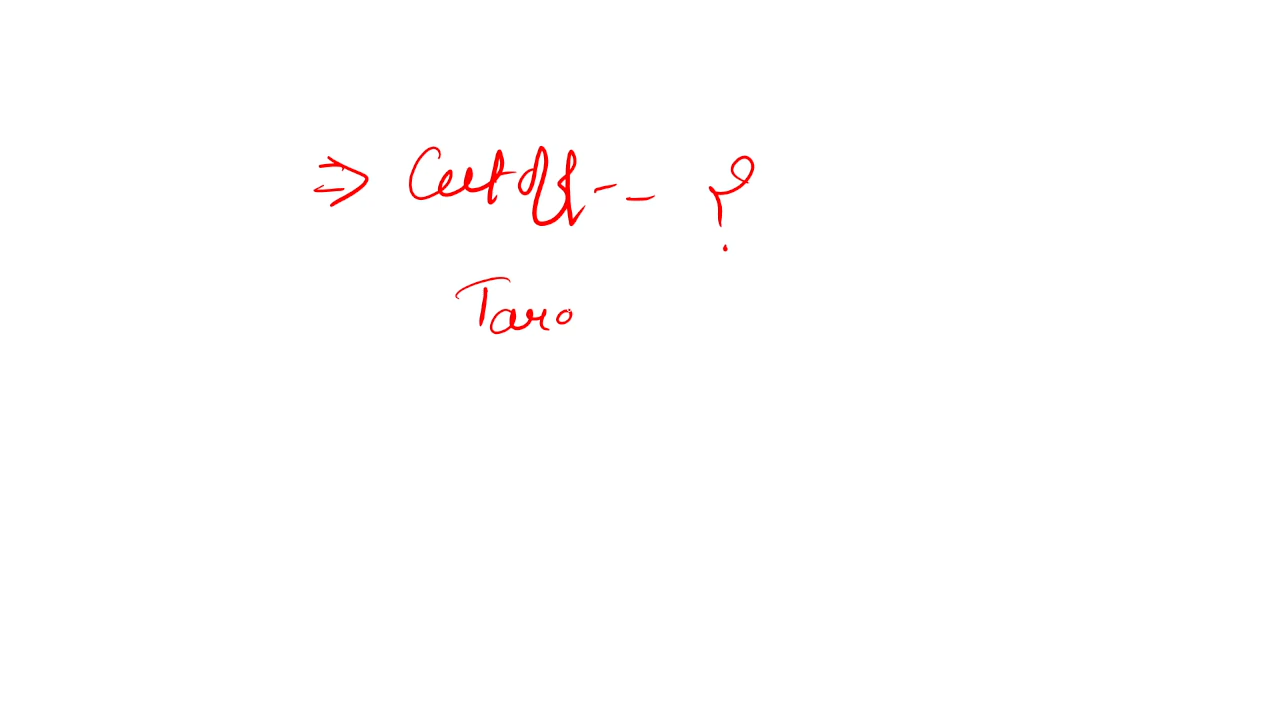 ⇒ Cutoff -- ?
Taro